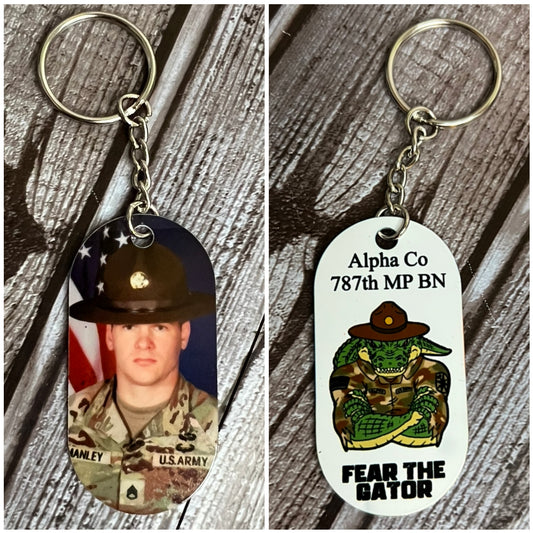 MANLEY
U.S.ARMY
Alpha Co
787th MP BN
FEAR THE
GATOR